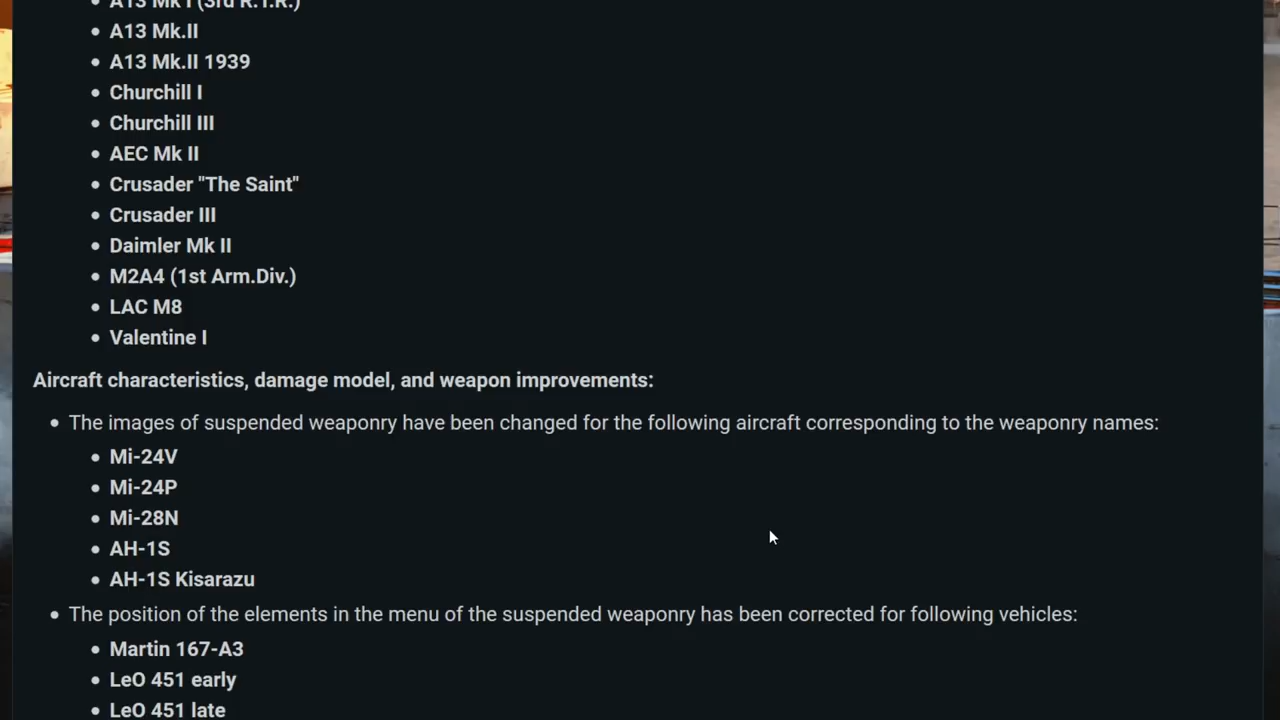 A13 Mk I (3rd R.T.R.)
A13 Mk.II
A13 Mk.II 1939
Churchill I
Churchill III
AEC Mk II
Crusader "The Saint"
Crusader III
Daimler Mk II
M2A4 (1st Arm.Div.)
LAC M8
Valentine I
Aircraft characteristics, damage model, and weapon improvements:
The images of suspended weaponry have been changed for the following aircraft corresponding to the weaponry names:
Mi-24V
Mi-24P
Mi-28N
AH-1S
AH-1S Kisarazu
The position of the elements in the menu of the suspended weaponry has been corrected for following vehicles:
Martin 167-A3
LeO 451 early
LeO 451 late